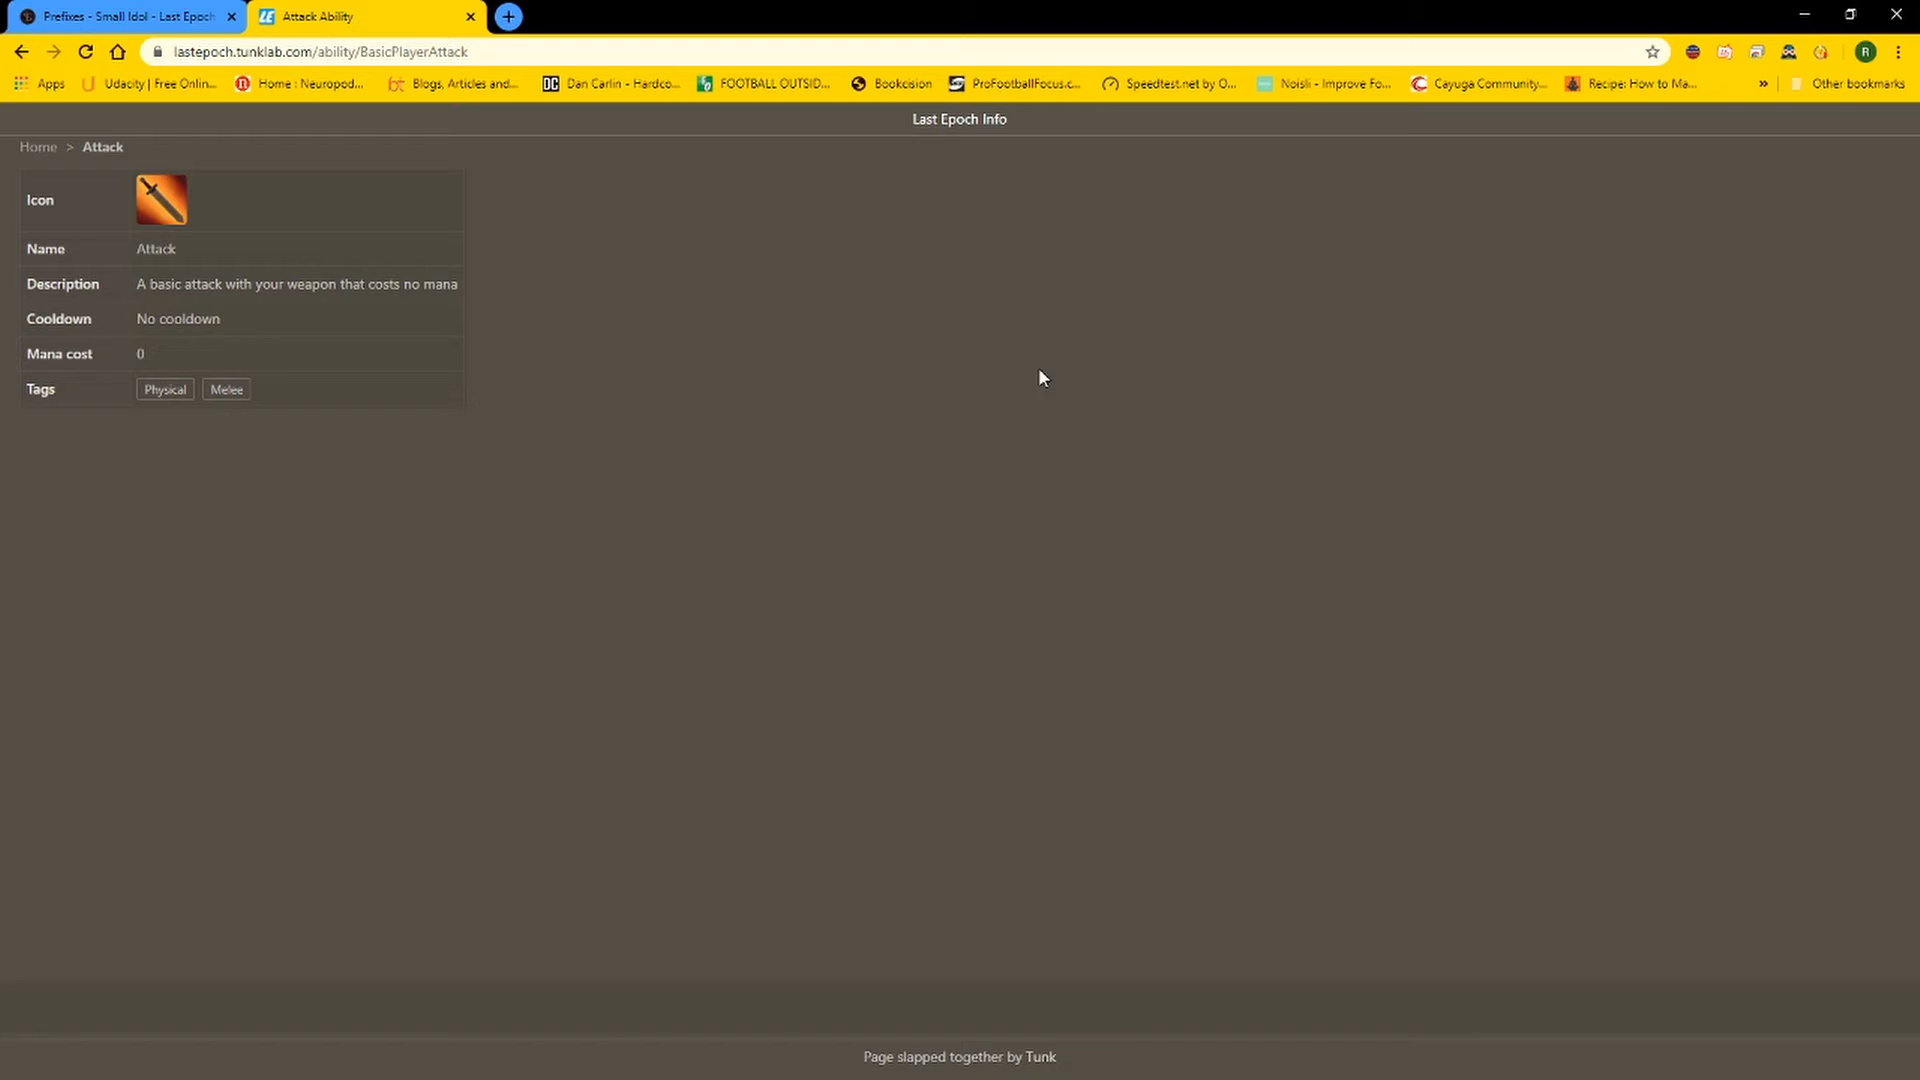 Prefixes - Small Idol - Last Epoch
Attack Ability
lastepoch.tunklab.com/ability/BasicPlayerAttack
R
Apps
Udacity | Free Onlin...
Home : Neuropod...
Blogs, Articles and...
Dan Carlin - Hardco...
FOOTBALL OUTSID...
Bookcision
ProFootballFocus.c...
Speedtest.net by O...
Noisli - Improve Fo...
Cayuga Community...
Recipe: How to Ma...
»
Other bookmarks
Last Epoch Info
Home > Attack
Icon
Name Attack
Description A basic attack with your weapon that costs no mana
Cooldown No cooldown
Mana cost 0
Tags Physical Melee
Page slapped together by Tunk